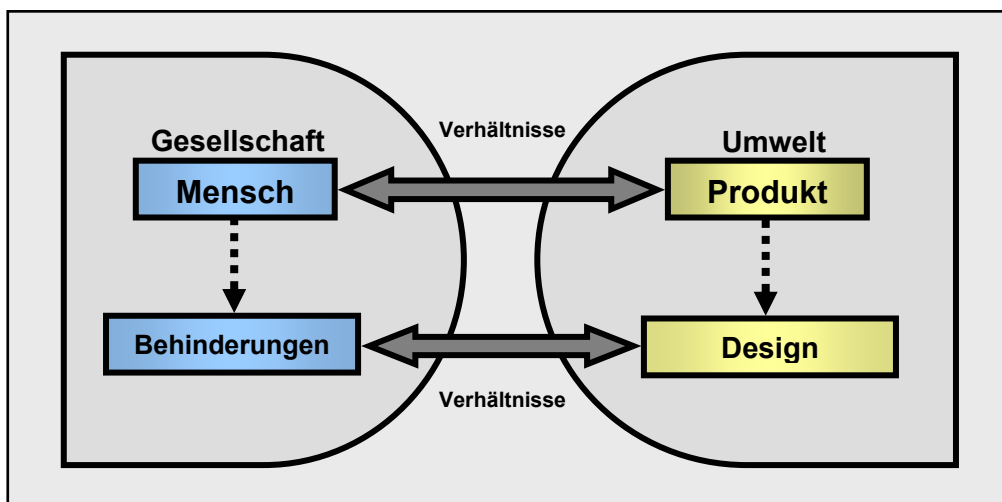 Verhältnisse
Gesellschaft
Umwelt
Mensch
Produkt
Behinderungen
Design
Verhältnisse